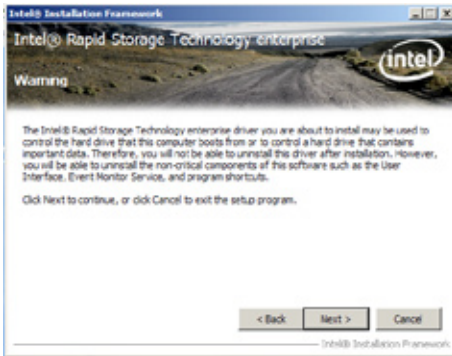 Intel® Installation Framework
Intel® Rapid Storage Technology enterprise
intel
Warning
The Intel® Rapid Storage Technology enterprise driver you are about to install may be used to
control the hard drive that this computer boots from or to control a hard drive that contains
important data. Therefore, you will not be able to uninstall this driver after installation. However,
you will be able to uninstall the non-critical components of this software such as the User
Interface, Event Monitor Service, and program shortcuts.
Click Next to continue, or click Cancel to exit the setup program.
< Back Next > Cancel
Intel® Installation Framework